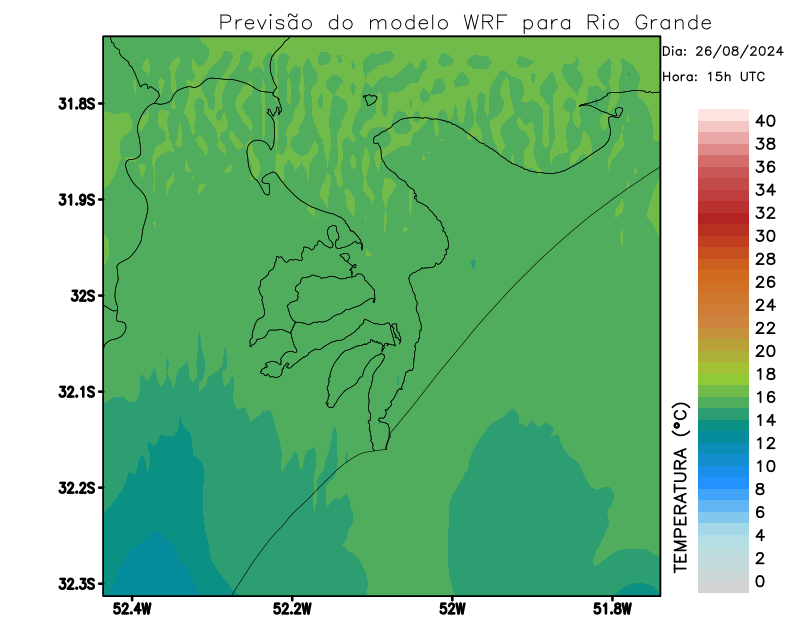 Previsão do modelo WRF para Rio Grande
Dia: 26/08/2024
Hora: 15h UTC
31.8S
31.9S
32S
32.1S
32.2S
32.3S
52.4W
52.2W
52W
51.8W
TEMPERATURA (°C)
40
38
36
34
32
30
28
26
24
22
20
18
16
14
12
10
8
6
4
2
0